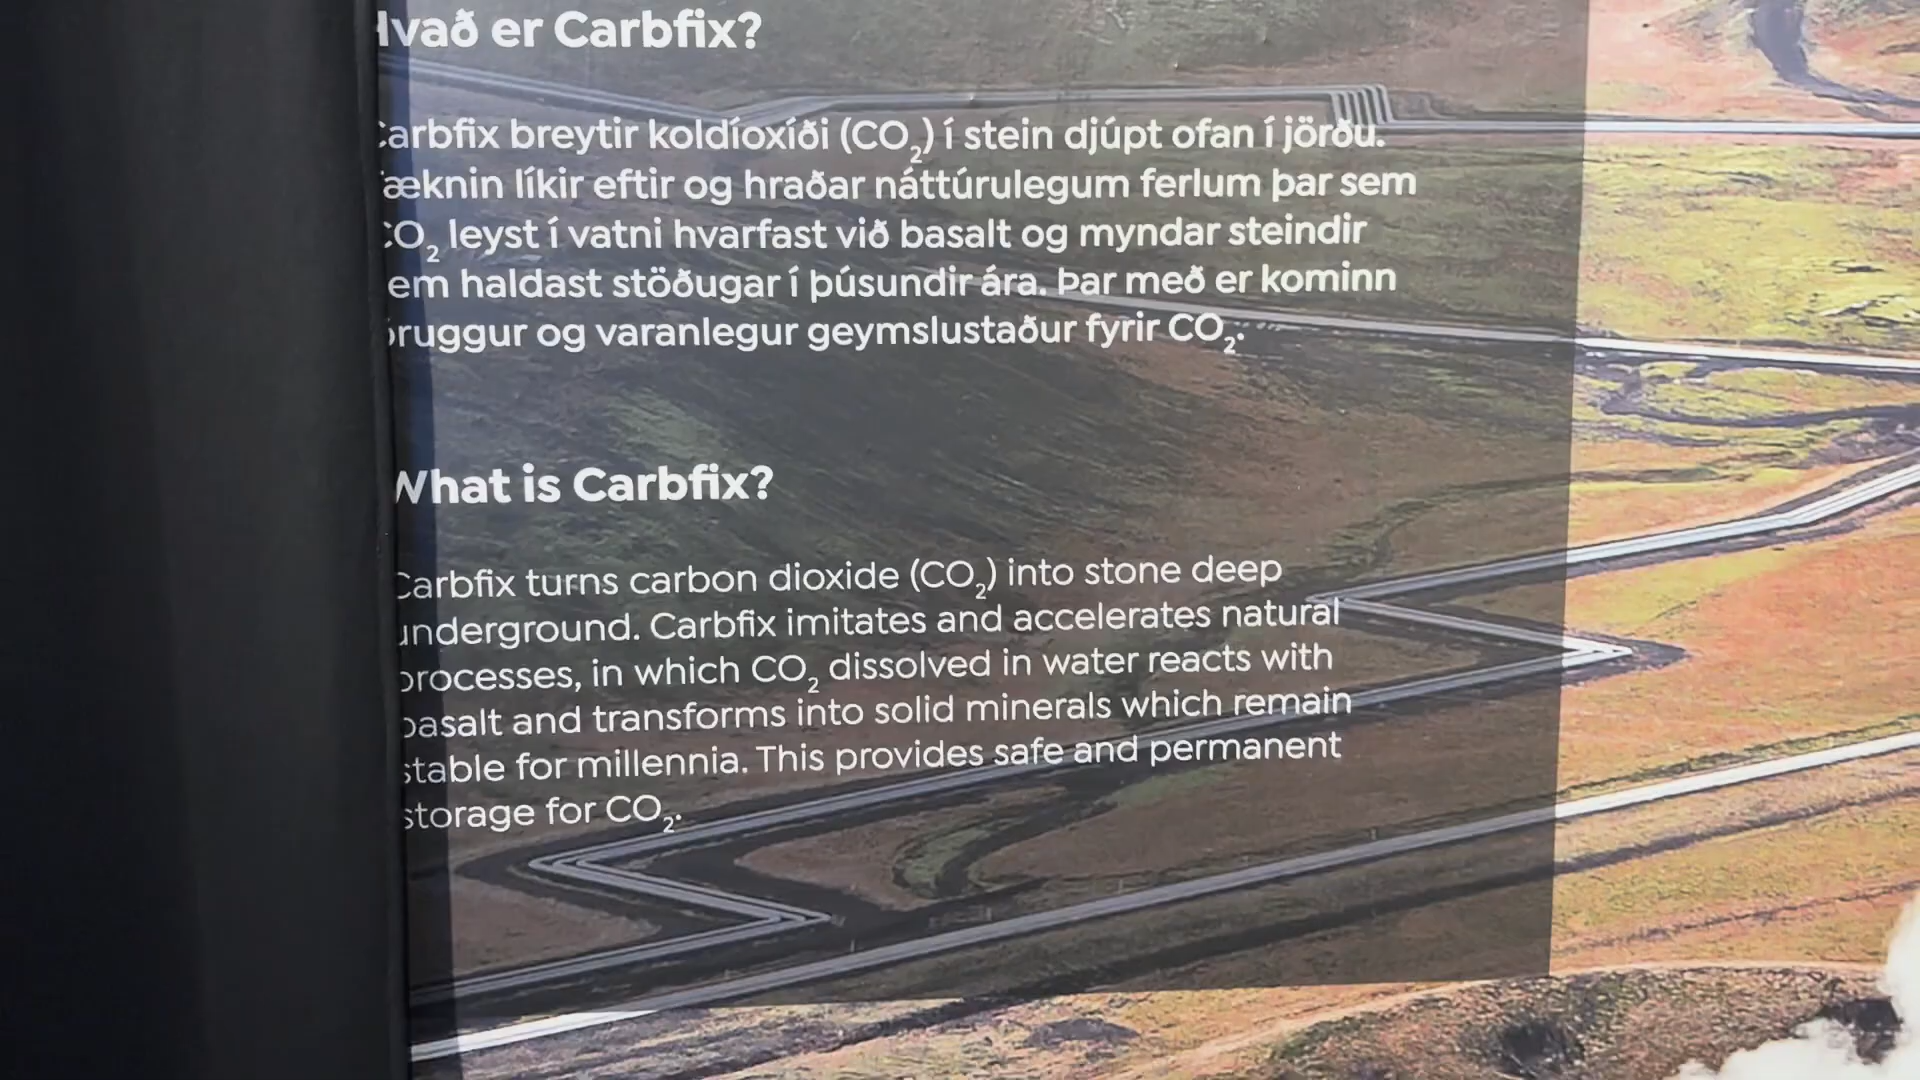 Hvað er Carbfix?
Carbfix breytir koldíoxíði (CO₂) í stein djúpt ofan í jörðu.
Tæknin líkir eftir og hraðar náttúrulegum ferlum þar sem
CO₂ leyst í vatni hvarfast við basalt og myndar steindir
sem haldast stöðugar í þúsundir ára. Þar með er kominn
öruggur og varanlegur geymslustaður fyrir CO₂.
What is Carbfix?
Carbfix turns carbon dioxide (CO₂) into stone deep
underground. Carbfix imitates and accelerates natural
processes, in which CO₂ dissolved in water reacts with
basalt and transforms into solid minerals which remain
stable for millennia. This provides safe and permanent
storage for CO₂.